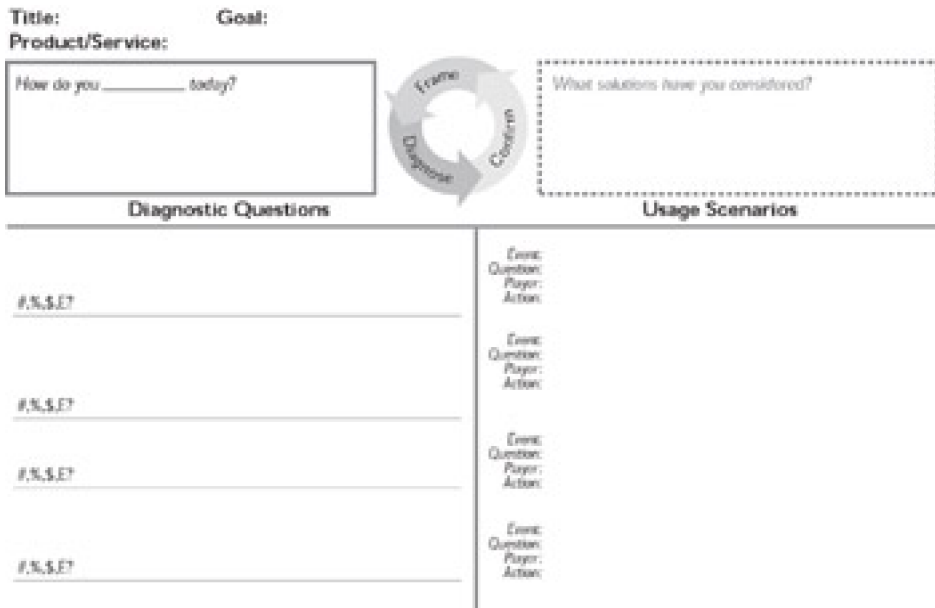 Title: Goal:
Product/Service:
How do you ________ today?
Frame
Diagnose
Confirm
What solutions have you considered?
Diagnostic Questions
Usage Scenarios
#,%,$,E?
#,%,$,E?
#,%,$,E?
#,%,$,E?
Event:
Question:
Player:
Action:
Event:
Question:
Player:
Action:
Event:
Question:
Player:
Action:
Event:
Question:
Player:
Action: